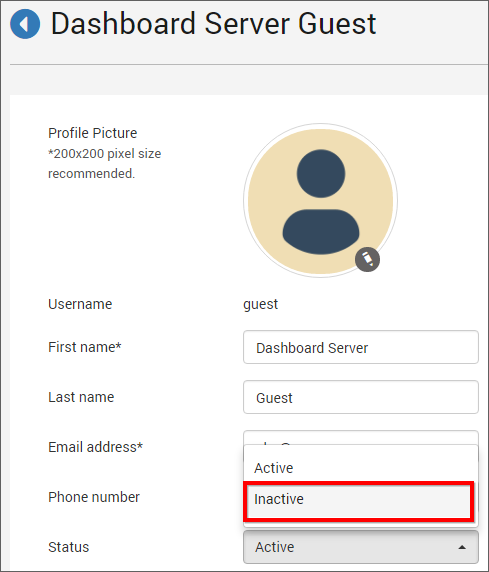 Dashboard Server Guest
Profile Picture
*200x200 pixel size
recommended.
Username guest
First name* Dashboard Server
Last name Guest
Email address*
Active
Phone number
Inactive
Status Active